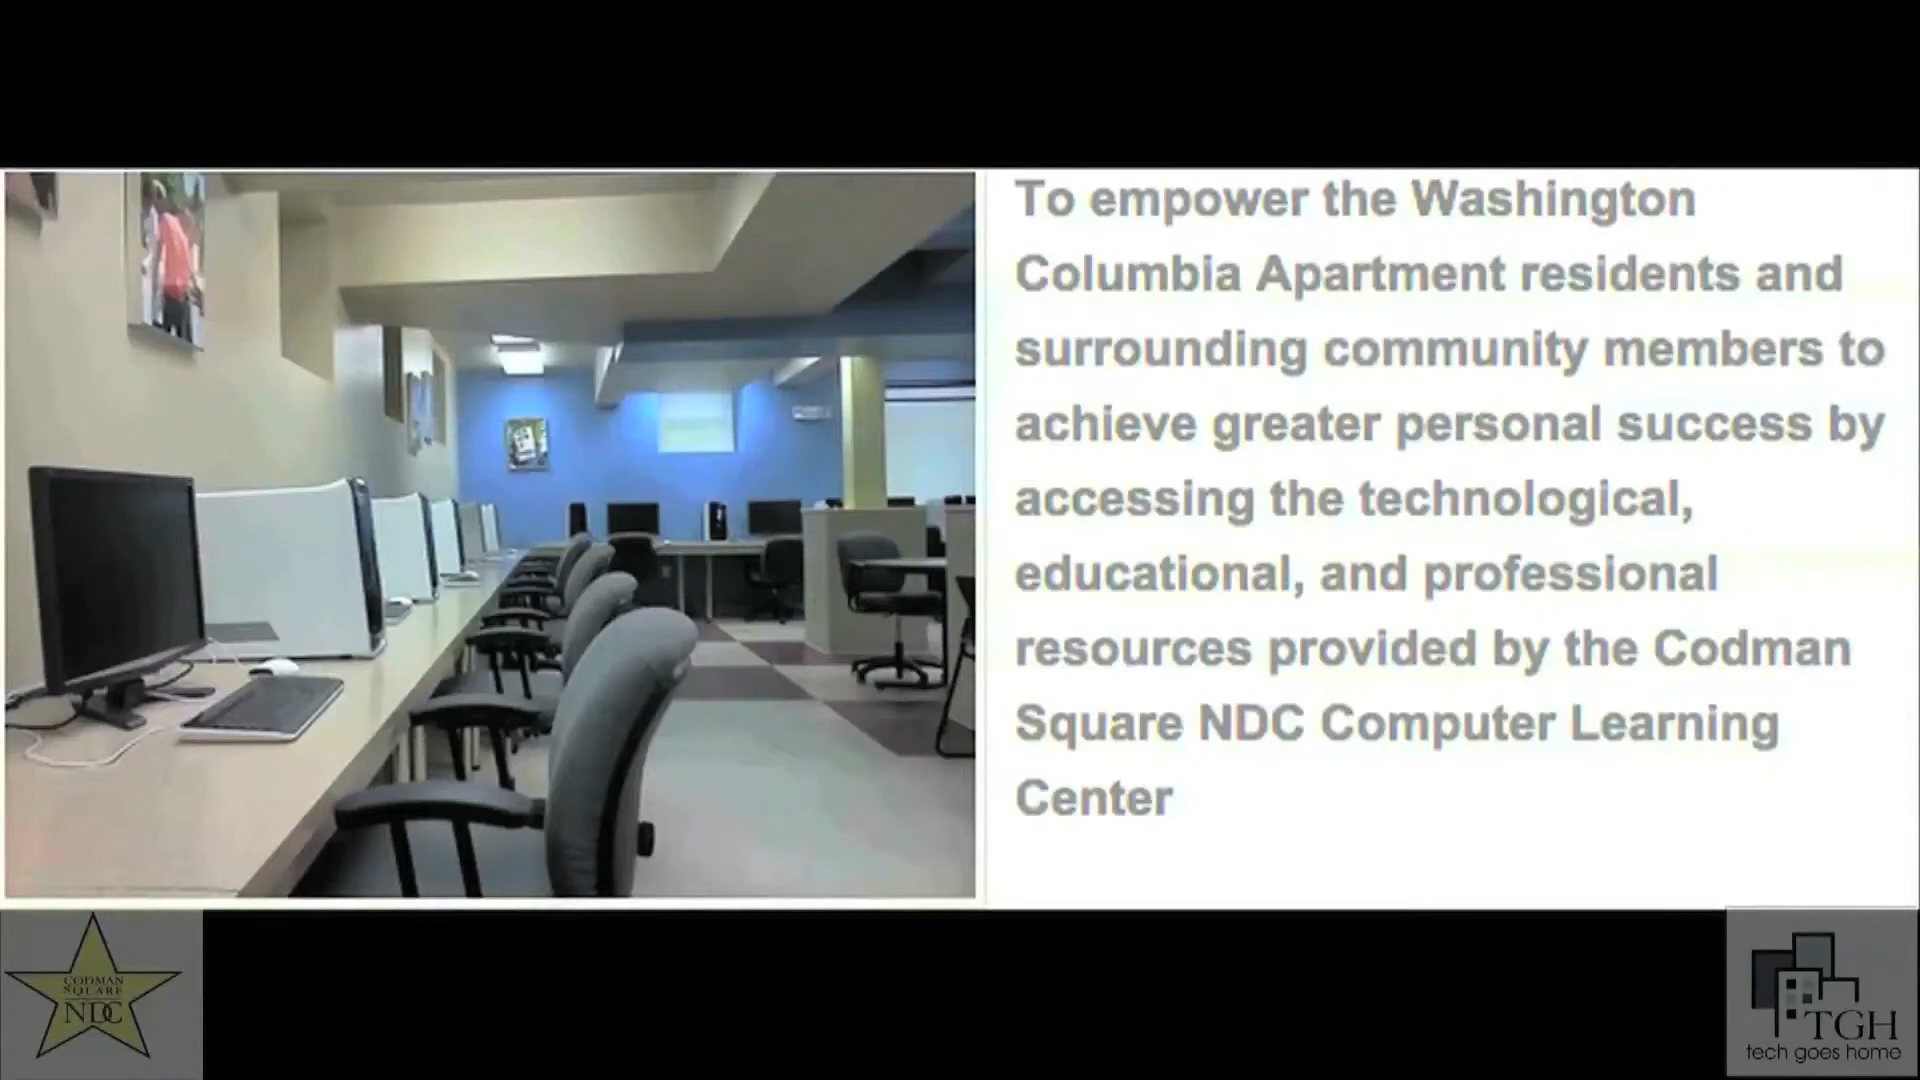 To empower the Washington
Columbia Apartment residents and
surrounding community members to
achieve greater personal success by
accessing the technological,
educational, and professional
resources provided by the Codman
Square NDC Computer Learning
Center
CODMAN
SQUARE
NDC
TGH
tech goes home